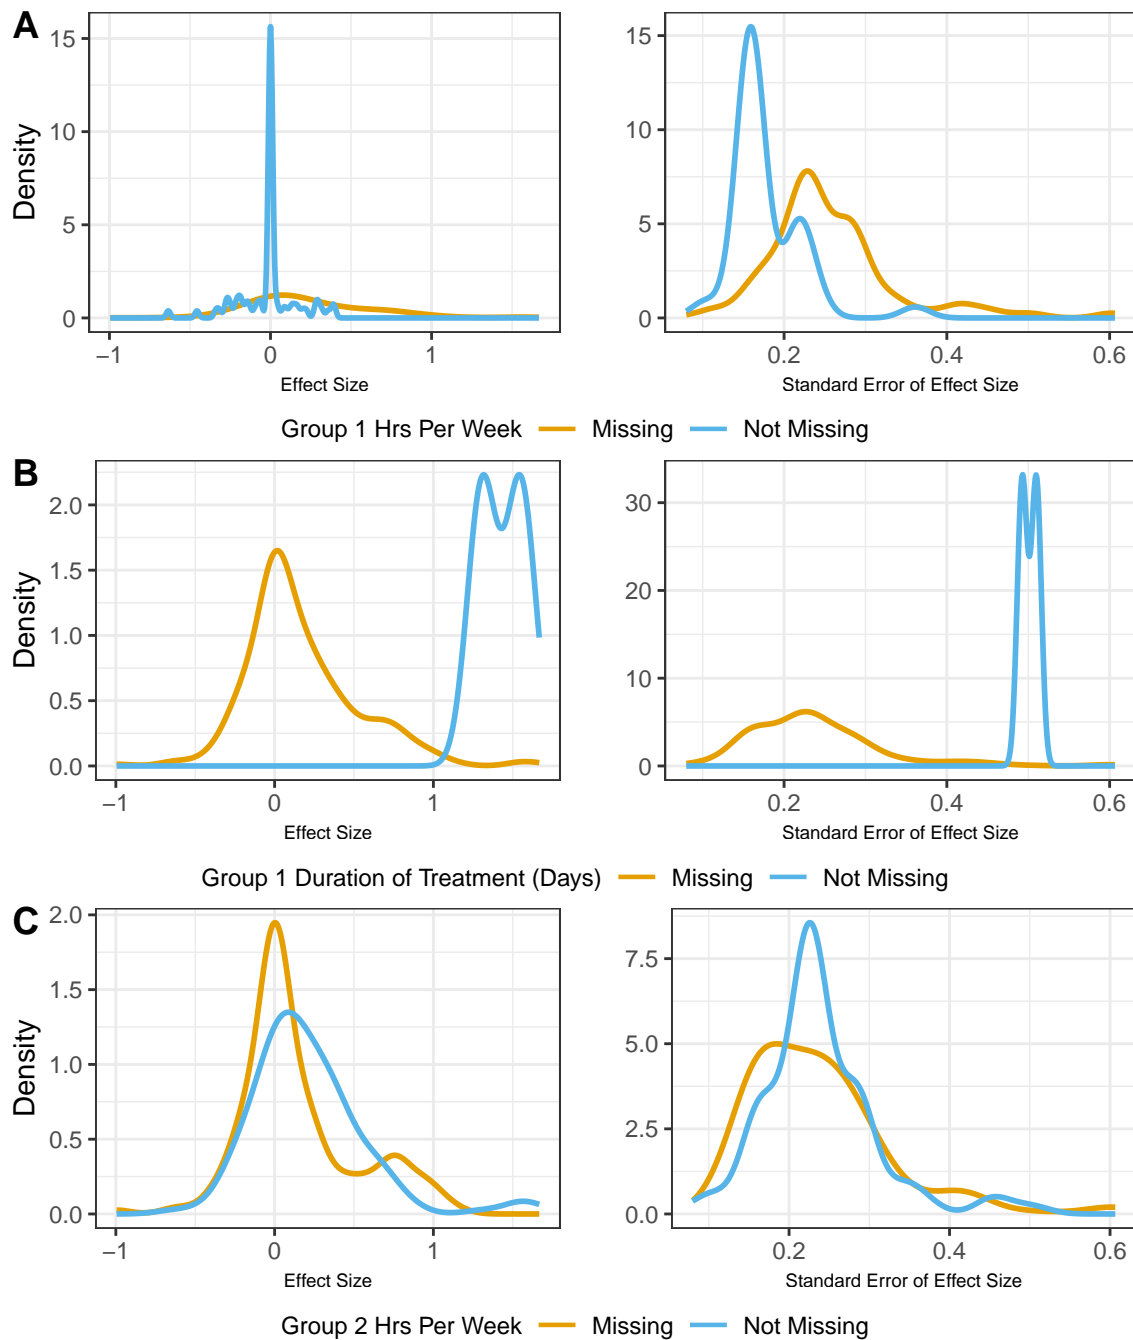 A
15
10
5
0
Density
−1
0
1
Effect Size
15
10
5
0
0.2
0.4
0.6
Standard Error of Effect Size
Group 1 Hrs Per Week Missing Not Missing
B
2.0
1.5
1.0
0.5
0.0
Density
−1
0
1
Effect Size
30
20
10
0
0.2
0.4
0.6
Standard Error of Effect Size
Group 1 Duration of Treatment (Days) Missing Not Missing
C
2.0
1.5
1.0
0.5
0.0
Density
−1
0
1
Effect Size
7.5
5.0
2.5
0.0
0.2
0.4
0.6
Standard Error of Effect Size
Group 2 Hrs Per Week Missing Not Missing